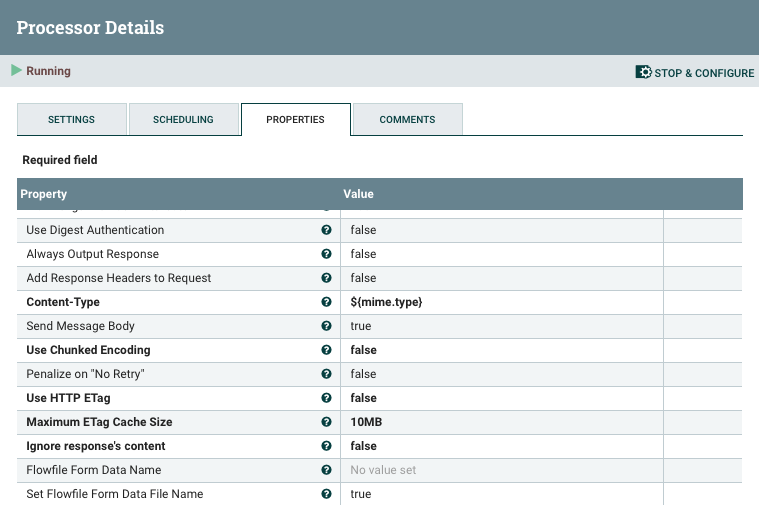 Processor Details
Running
STOP & CONFIGURE
SETTINGS SCHEDULING PROPERTIES COMMENTS
Required field
Property Value
Use Digest Authentication false
Always Output Response false
Add Response Headers to Request false
Content-Type ${mime.type}
Send Message Body true
Use Chunked Encoding false
Penalize on "No Retry" false
Use HTTP ETag false
Maximum ETag Cache Size 10MB
Ignore response's content false
Flowfile Form Data Name No value set
Set Flowfile Form Data File Name true